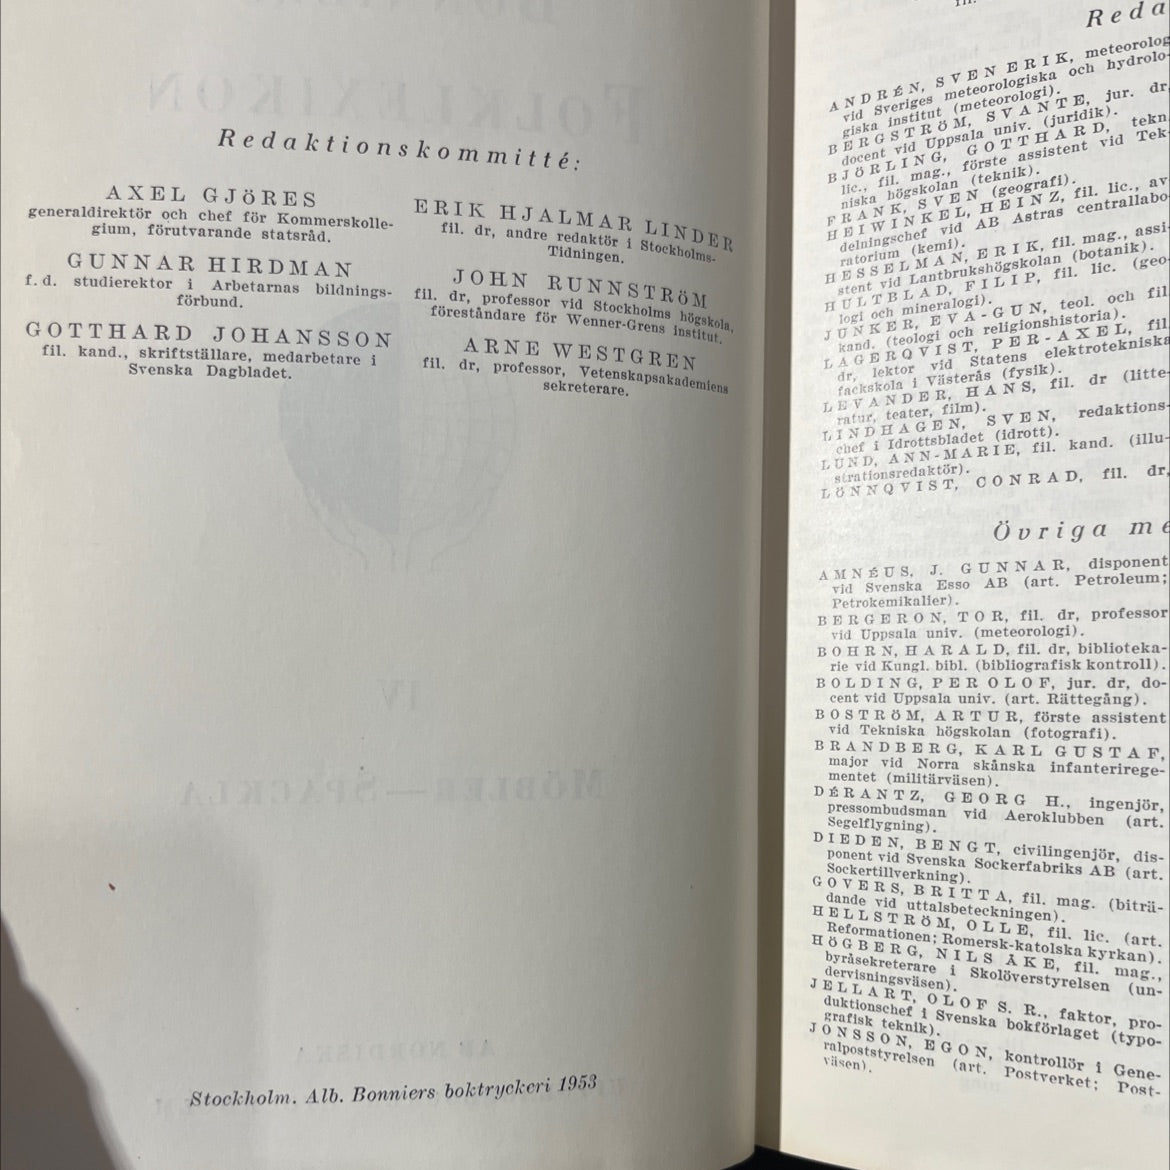 Redaktionskommitté:
AXEL GJÖRES
generaldirektör och chef för Kommerskolle-
gium, förutvarande statsråd.
GUNNAR HIRDMAN
f. d. studierektor i Arbetarnas bildnings-
förbund.
GOTTHARD JOHANSSON
fil. kand., skriftställare, medarbetare i
Svenska Dagbladet.
ERIK HJALMAR LINDER
fil. dr, andre redaktör i Stockholms-
Tidningen.
JOHN RUNNSTRÖM
fil. dr, professor vid Stockholms högskola,
föreståndare för Wenner-Grens institut.
ARNE WESTGREN
fil. dr, professor, Vetenskapsakademiens
sekreterare.
Stockholm. Alb. Bonniers boktryckeri 1953
Reda
ANDRÉN, SVEN ERIK, meteorolog
vid Sveriges meteorologiska och hydrolo-
giska institut (meteorologi).
BERGSTRÖM, SVANTE, jur. dr,
docent vid Uppsala univ. (juridik).
BJÖRLING, GOTTHARD, tekn.
lic., fil. mag., förste assistent vid Tek-
niska högskolan (teknik).
FRANK, SVEN (geografi).
HEIWINKEL, HEINZ, fil. lic., av
delningschef vid AB Astras centrallabo-
ratorium (kemi).
HESSELMAN, ERIK, fil. mag., assi-
stent vid Lantbrukshögskolan (botanik).
HULTBLAD, FILIP, fil. lic. (geo-
logi och mineralogi).
JUNKER, EVA-GUN, teol. och fil.
kand. (teologi och religionshistoria).
LAGERQVIST, PER-AXEL, fil.
dr, lektor vid Statens elektrotekniska
fackskola i Västerås (fysik).
LEVANDER, HANS, fil. dr (litte-
ratur, teater, film).
LINDHAGEN, SVEN, redaktions-
chef i Idrottsbladet (idrott).
LUND, ANN-MARIE, fil. kand. (illu-
strationsredaktör).
LÖNNQVIST, CONRAD, fil. dr,
Övriga me
AMNÉUS, J. GUNNAR, disponent
vid Svenska Esso AB (art. Petroleum;
Petrokemikalier).
BERGERON, TOR, fil. dr, professor
vid Uppsala univ. (meteorologi).
BOHRN, HARALD, fil. dr, biblioteka-
rie vid Kungl. bibl. (bibliografisk kontroll).
BOLDING, PER OLOF, jur. dr, do-
cent vid Uppsala univ. (art. Rättegång).
BOSTRÖM, ARTUR, förste assistent
vid Tekniska högskolan (fotografi).
BRANDBERG, KARL GUSTAF,
major vid Norra skånska infanterirege-
mentet (militärväsen).
DÉRANTZ, GEORG H., ingenjör,
pressombudsman vid Aeroklubben (art.
Segelflygning).
DIEDEN, BENGT, civilingenjör, dis-
ponent vid Svenska Sockerfabriks AB (art.
Sockertillverkning).
GOVERS, BRITTA, fil. mag. (biträ-
dande vid uttalsbeteckningen).
HELLSTRÖM, OLLE, fil. lic. (art.
Reformationen; Romersk-katolska kyrkan).
HÖGBERG, NILS ÅKE, fil. mag.,
byråsekreterare i Skolöverstyrelsen (un-
dervisningsväsen).
JELLART, OLOF S. R., faktor, pro-
duktionschef i Svenska bokförlaget (typo-
grafisk teknik).
JONSSON, EGON, kontrollör i Gene-
ralpoststyrelsen (art. Postverket; Post-
väsen).